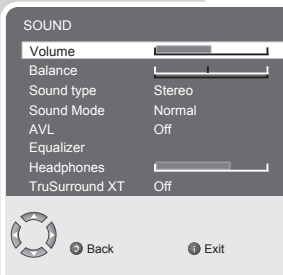 SOUND
Volume
Balance
Sound type Stereo
Sound Mode Normal
AVL Off
Equalizer
Headphones
TruSurround XT Off
Back Exit